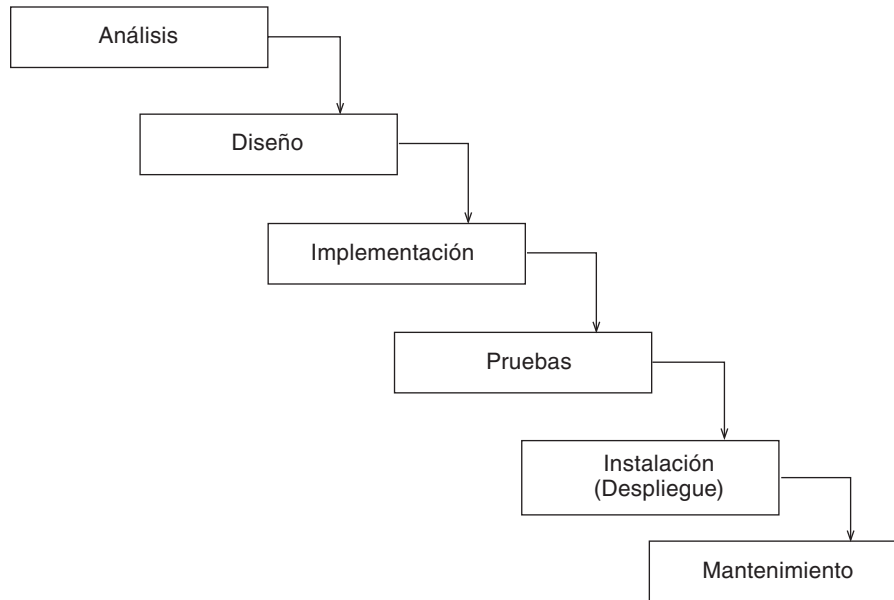 Análisis
Diseño
Implementación
Pruebas
Instalación
(Despliegue)
Mantenimiento